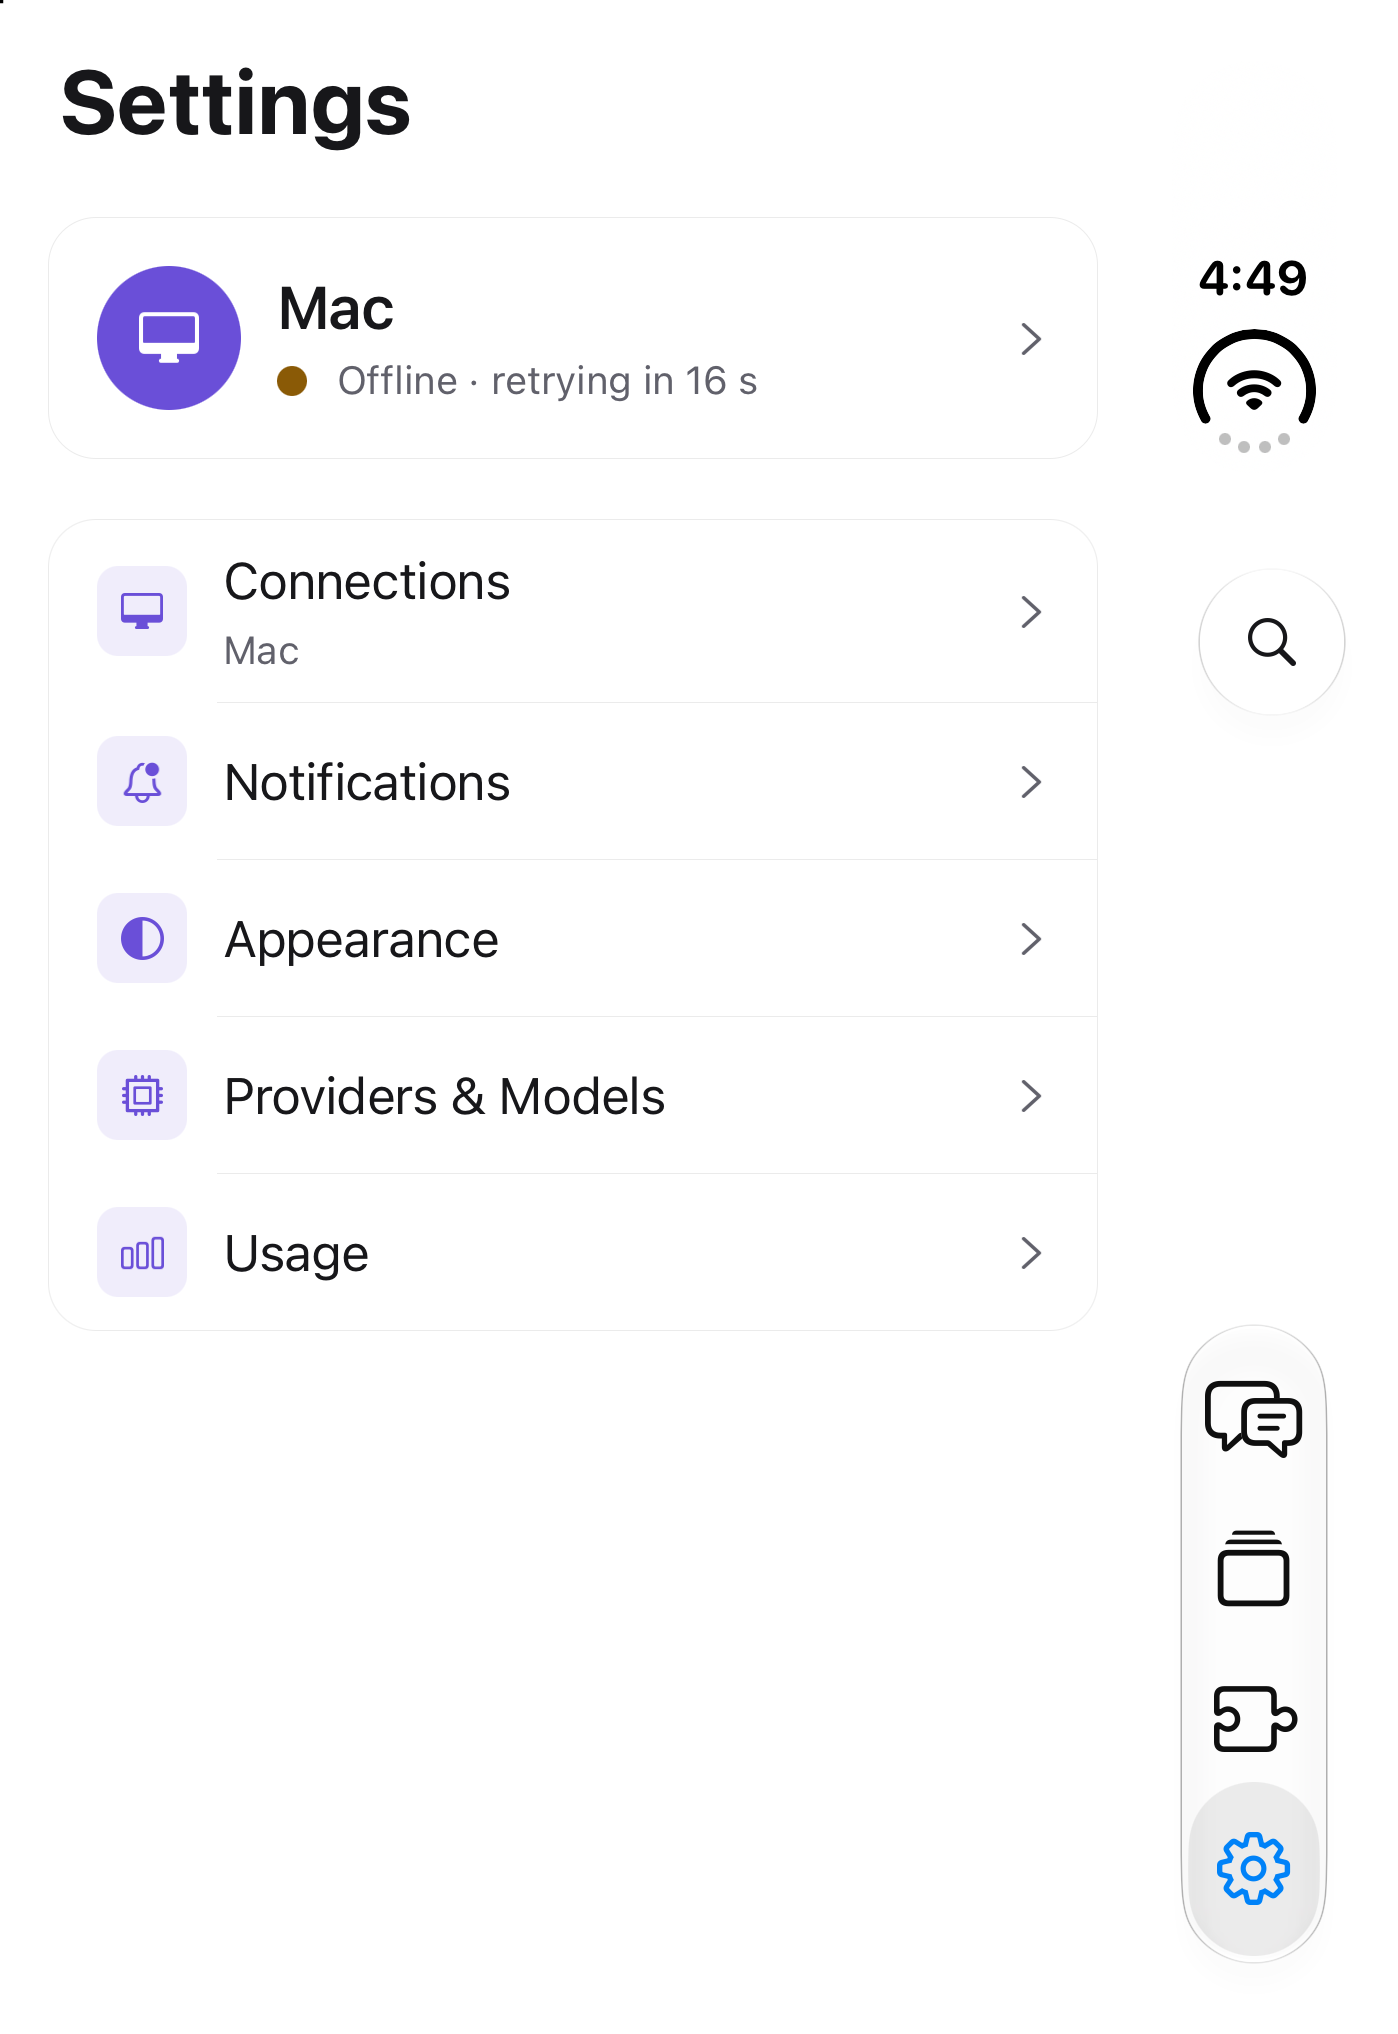 Settings
Mac
Offline · retrying in 16 s
4:49
Connections
Mac
Notifications
Appearance
Providers & Models
Usage